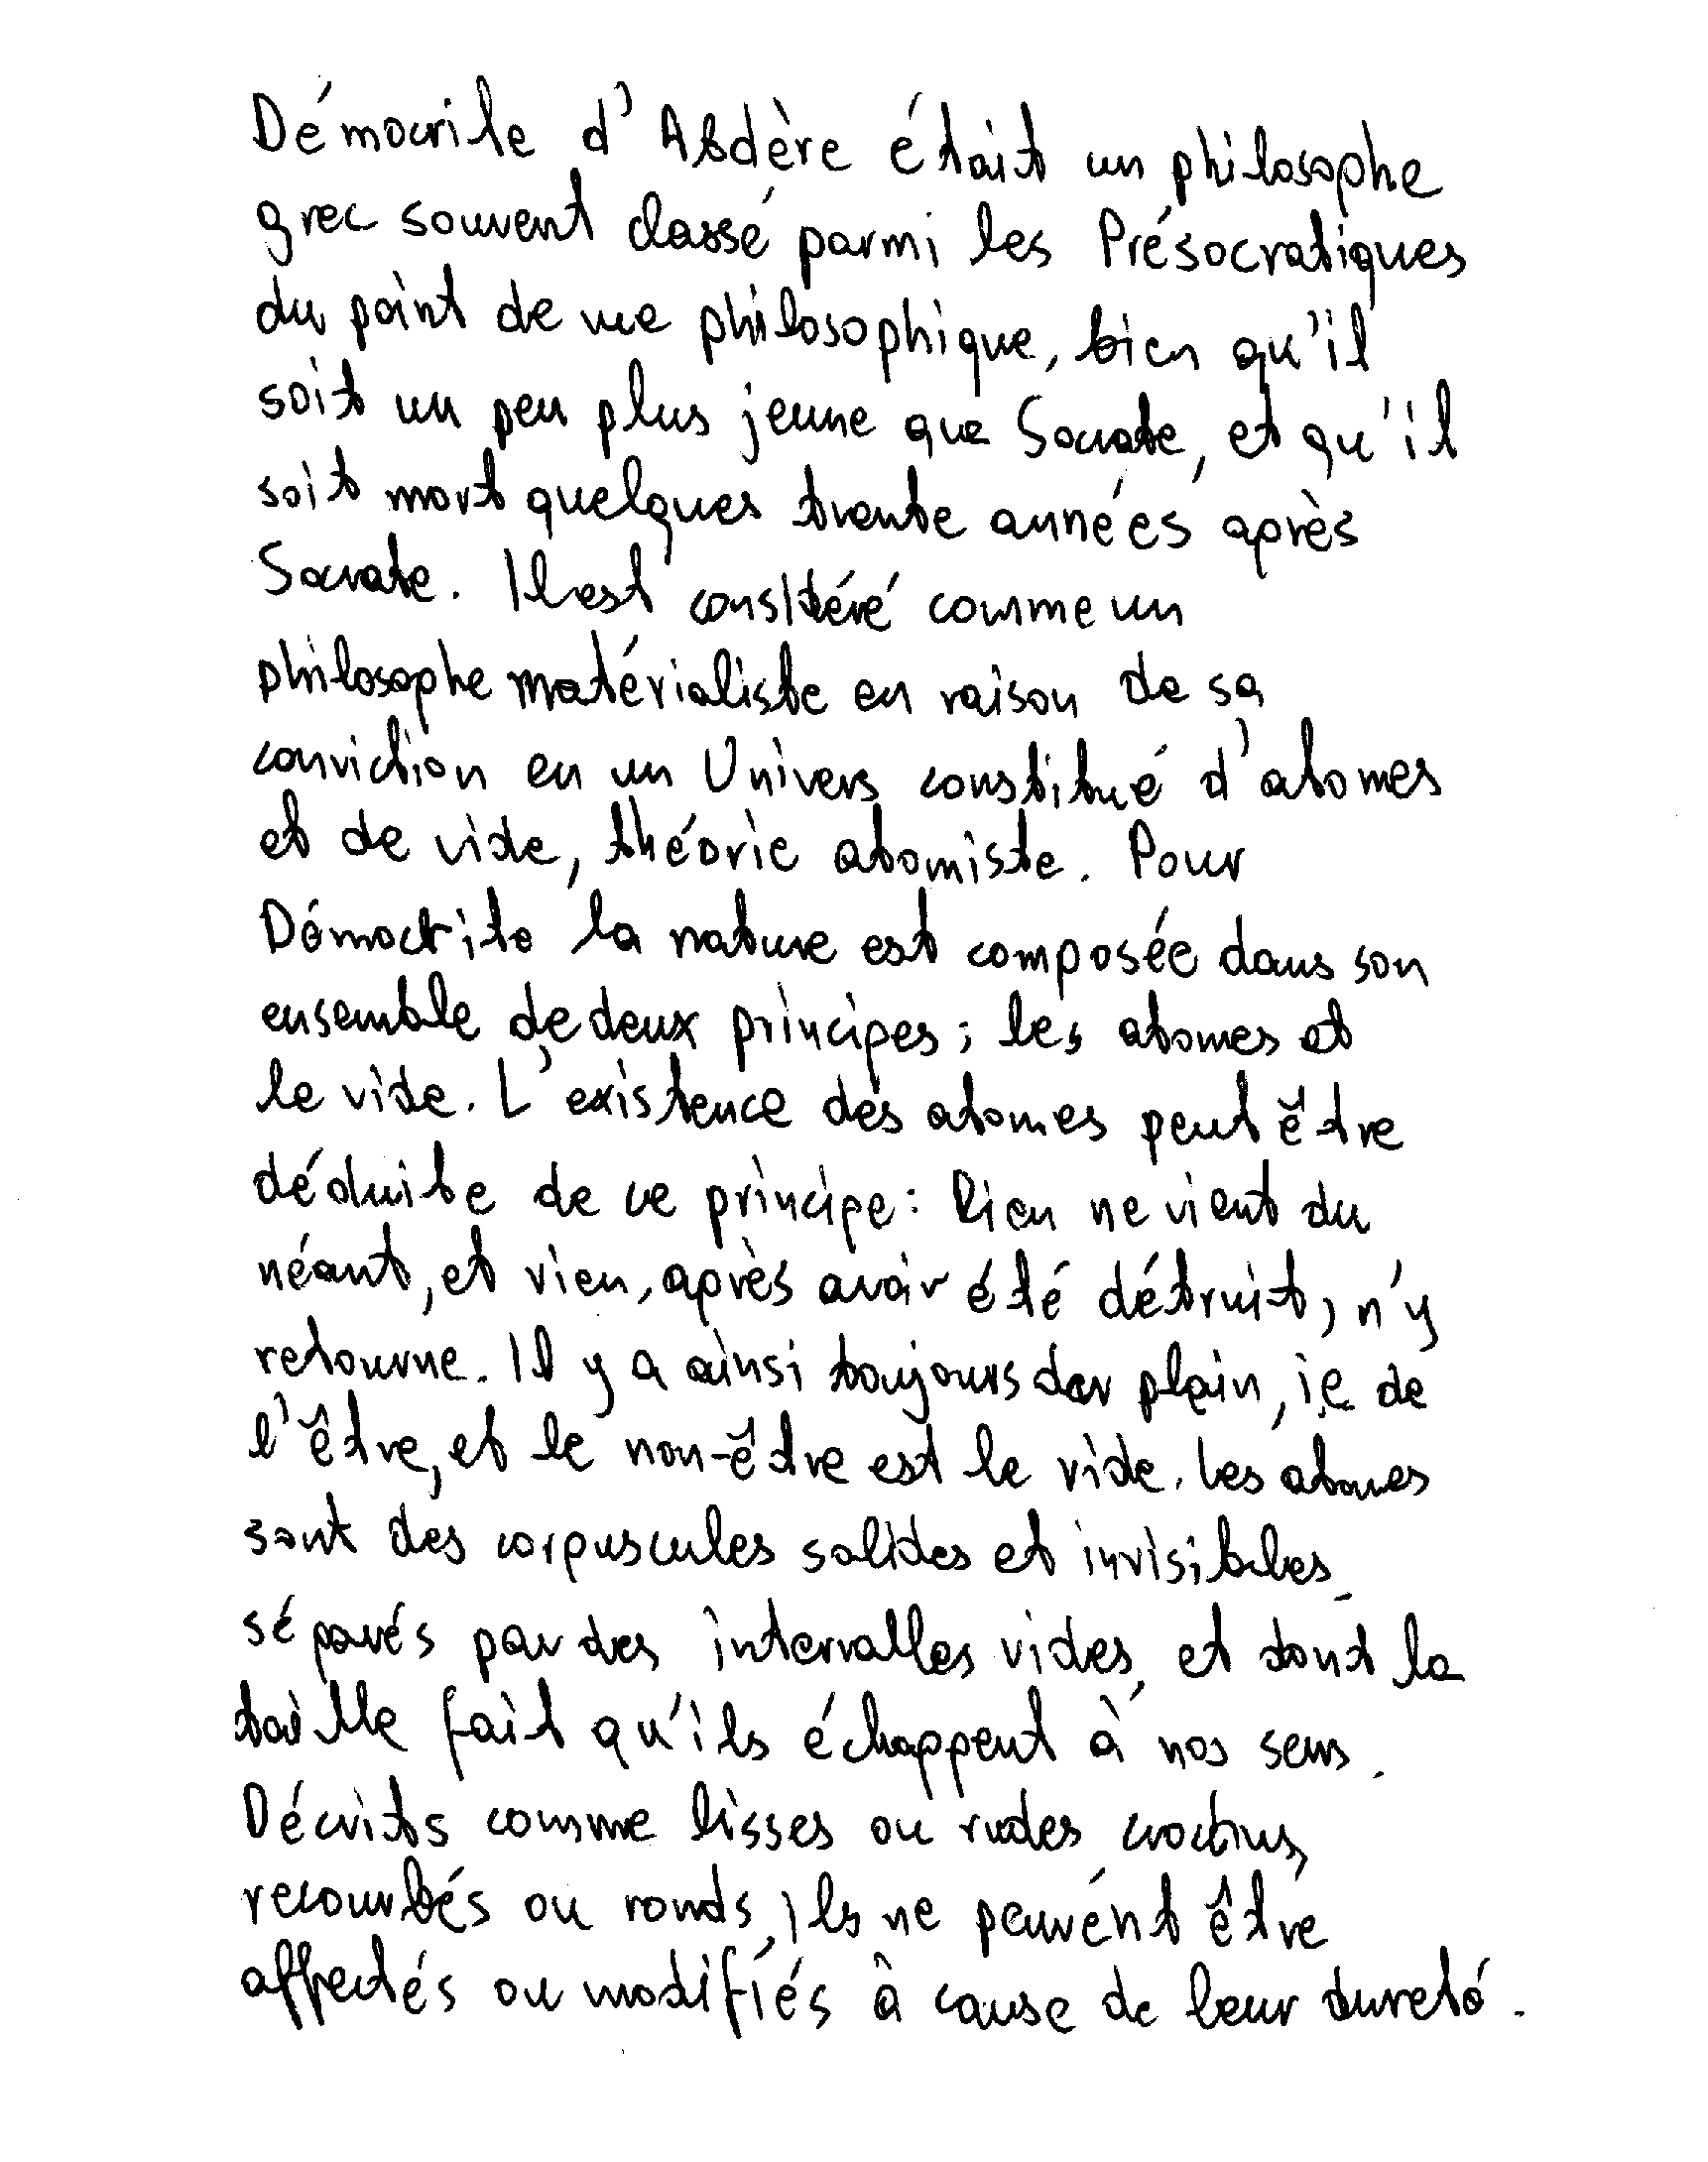 Démocrite d'Abdère était un philosophe
grec souvent classé parmi les Présocratiques
du point de vue philosophique, bien qu'il
soit un peu plus jeune que Socrate, et qu'il
soit mort quelques trente années après
Socrate. Il est considéré comme un
philosophe matérialiste en raison de sa
conviction en un Univers constitué d'atomes
et de vide, théorie atomiste. Pour
Démocrite la nature est composée dans son
ensemble de deux principes ; les atomes et
le vide. L'existence des atomes peut être
déduite de ce principe : Rien ne vient du
néant, et rien, après avoir été détruit, n'y
retourne. Il y a ainsi toujours du plein, i.e. de
l'être, et le non-être est le vide. Les atomes
sont des corpuscules solides et invisibles,
séparés par des intervalles vides, et dont la
taille fait qu'ils échappent à nos sens.
Décrits comme lisses ou rudes, crochus,
recourbés ou ronds, ils ne peuvent être
affectés ou modifiés à cause de leur dureté.